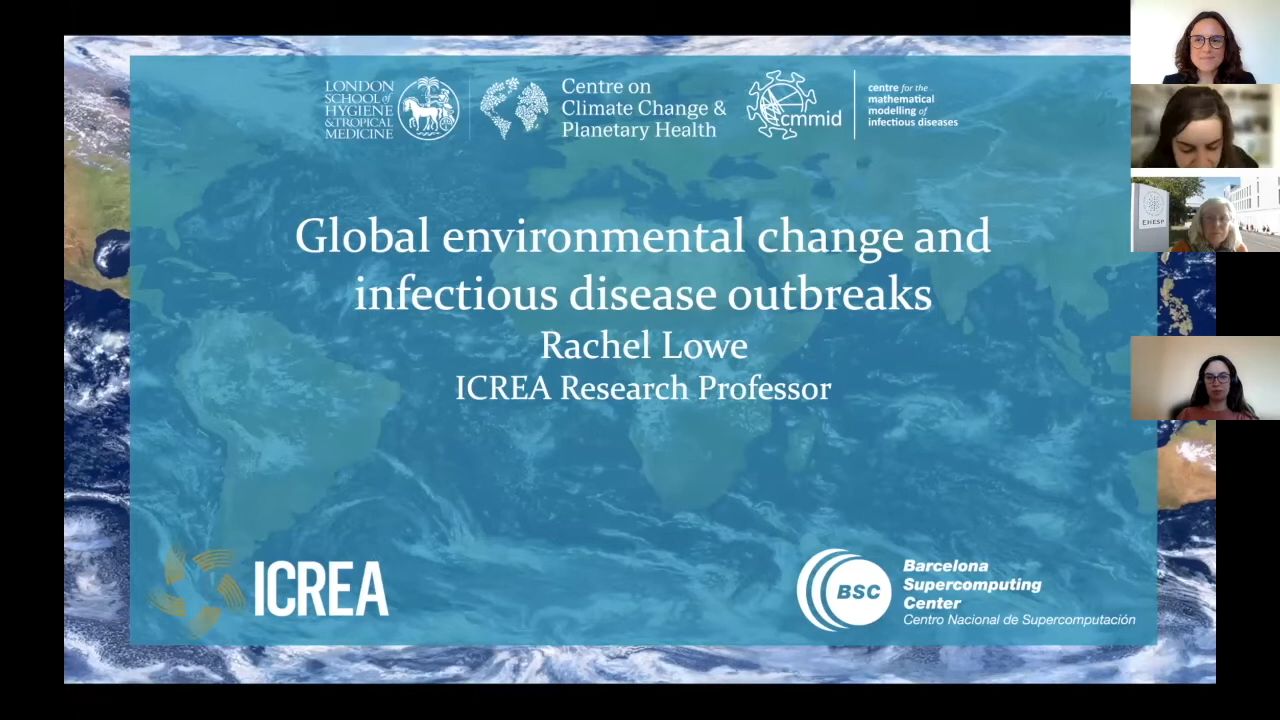 LONDON
SCHOOL of
HYGIENE
& TROPICAL
MEDICINE
Centre on
Climate Change &
Planetary Health
cmmid
centre for the
mathematical
modelling of
infectious diseases
Global environmental change and
infectious disease outbreaks
Rachel Lowe
ICREA Research Professor
ICREA
BSC
Barcelona
Supercomputing
Center
Centro Nacional de Supercomputación
EHESP